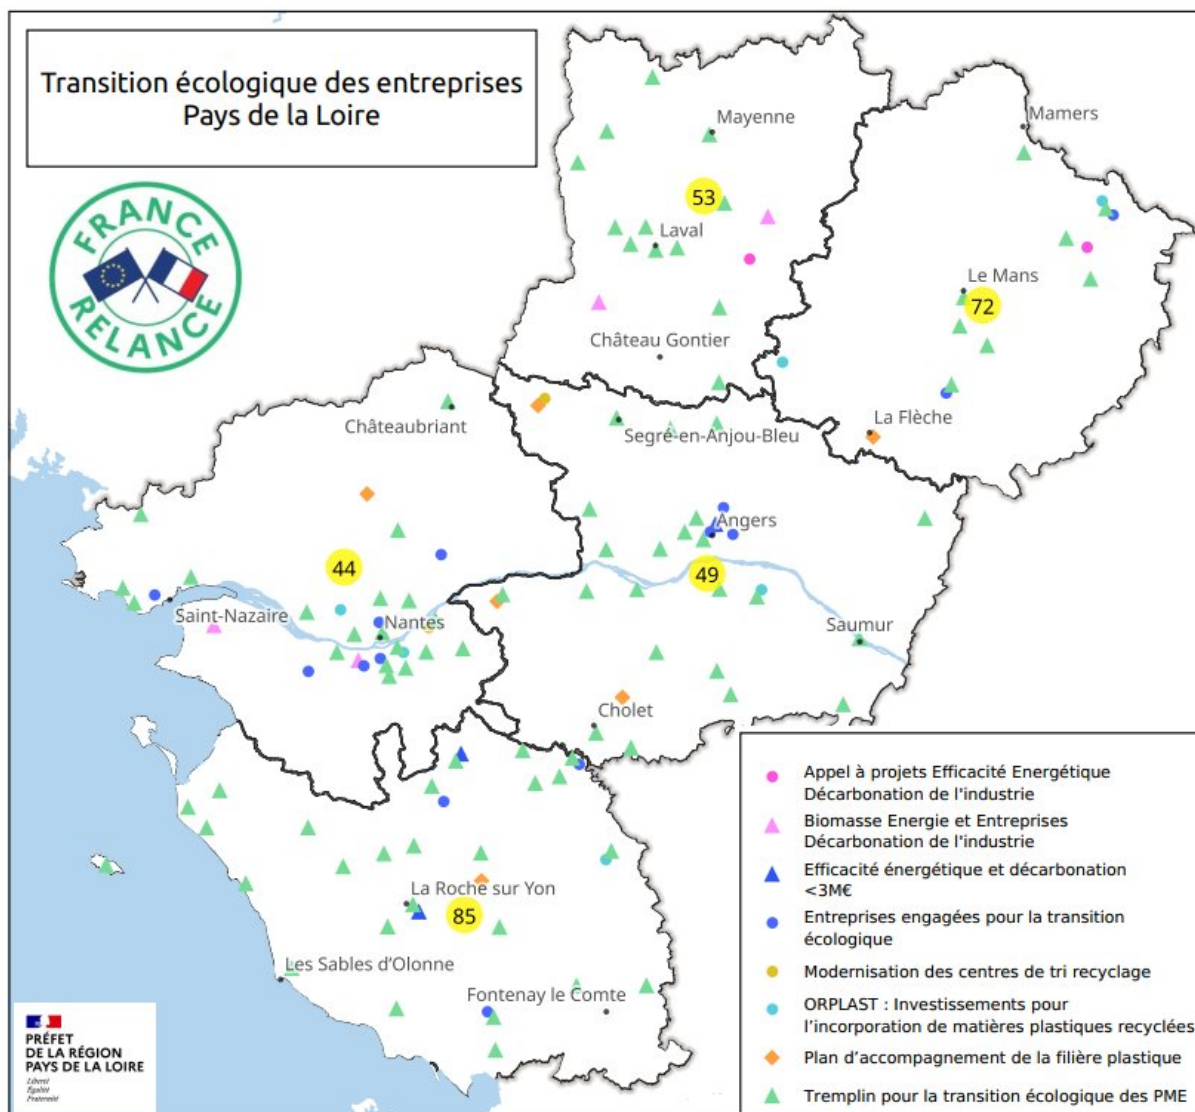 Transition écologique des entreprises
Pays de la Loire
FRANCE
RELANCE
Mayenne
Mamers
53
Laval
Le Mans
72
Château Gontier
La Flèche
Châteaubriant
Segré-en-Anjou-Bleu
Angers
44
49
Saint-Nazaire
Nantes
Saumur
Cholet
La Roche sur Yon
85
Les Sables d'Olonne
Fontenay le Comte
Appel à projets Efficacité Energétique
Décarbonation de l'industrie
Biomasse Energie et Entreprises
Décarbonation de l'industrie
Efficacité énergétique et décarbonation
<3M€
Entreprises engagées pour la transition
écologique
Modernisation des centres de tri recyclage
ORPLAST : Investissements pour
l'incorporation de matières plastiques recyclées
Plan d'accompagnement de la filière plastique
Tremplin pour la transition écologique des PME
PRÉFET
DE LA RÉGION
PAYS DE LA LOIRE
Liberté
Égalité
Fraternité